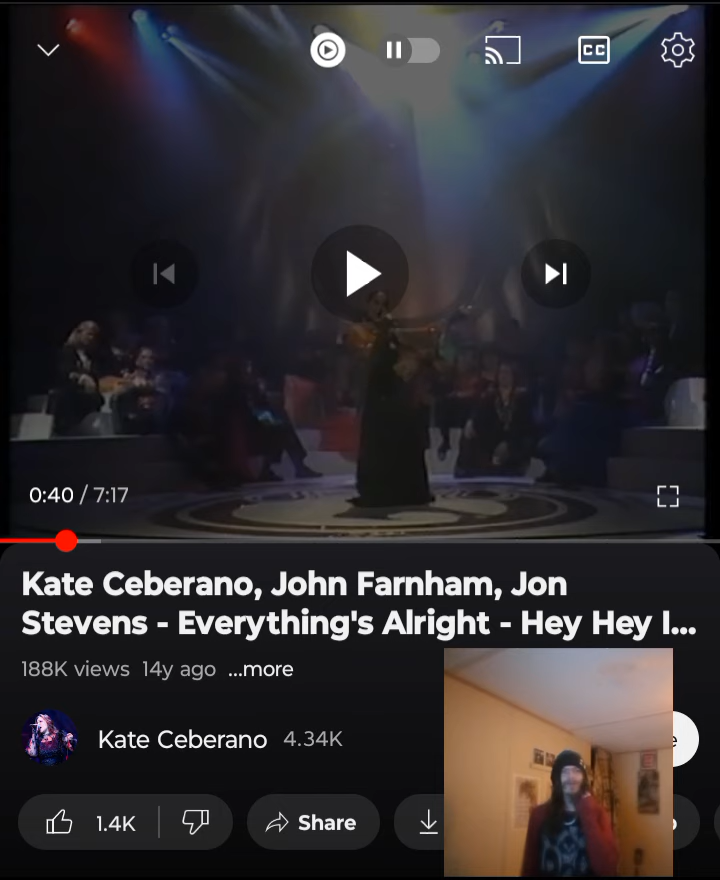 CC
0:40 / 7:17
Kate Ceberano, John Farnham, Jon
Stevens - Everything's Alright - Hey Hey I...
188K views 14y ago ...more
Kate Ceberano 4.34K
1.4K Share